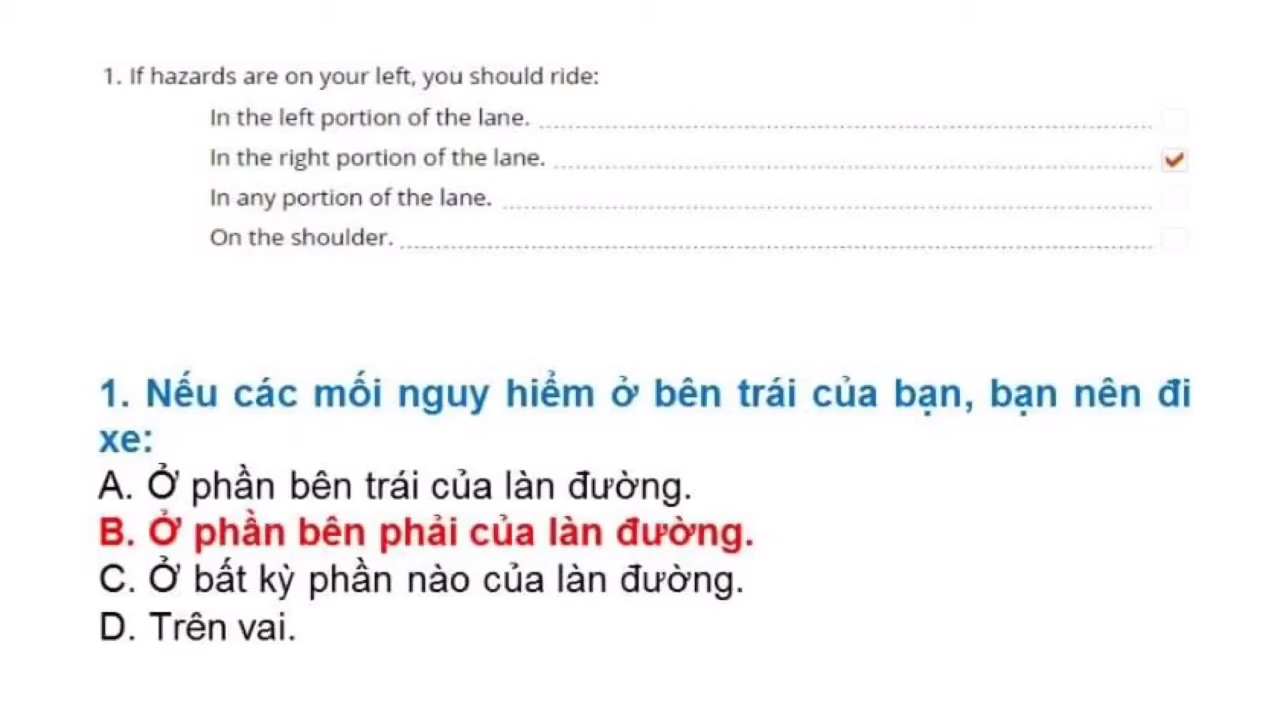 1. If hazards are on your left, you should ride:
In the left portion of the lane.
In the right portion of the lane.
In any portion of the lane.
On the shoulder.
1. Nếu các mối nguy hiểm ở bên trái của bạn, bạn nên đi
xe:
A. Ở phần bên trái của làn đường.
B. Ở phần bên phải của làn đường.
C. Ở bất kỳ phần nào của làn đường.
D. Trên vai.